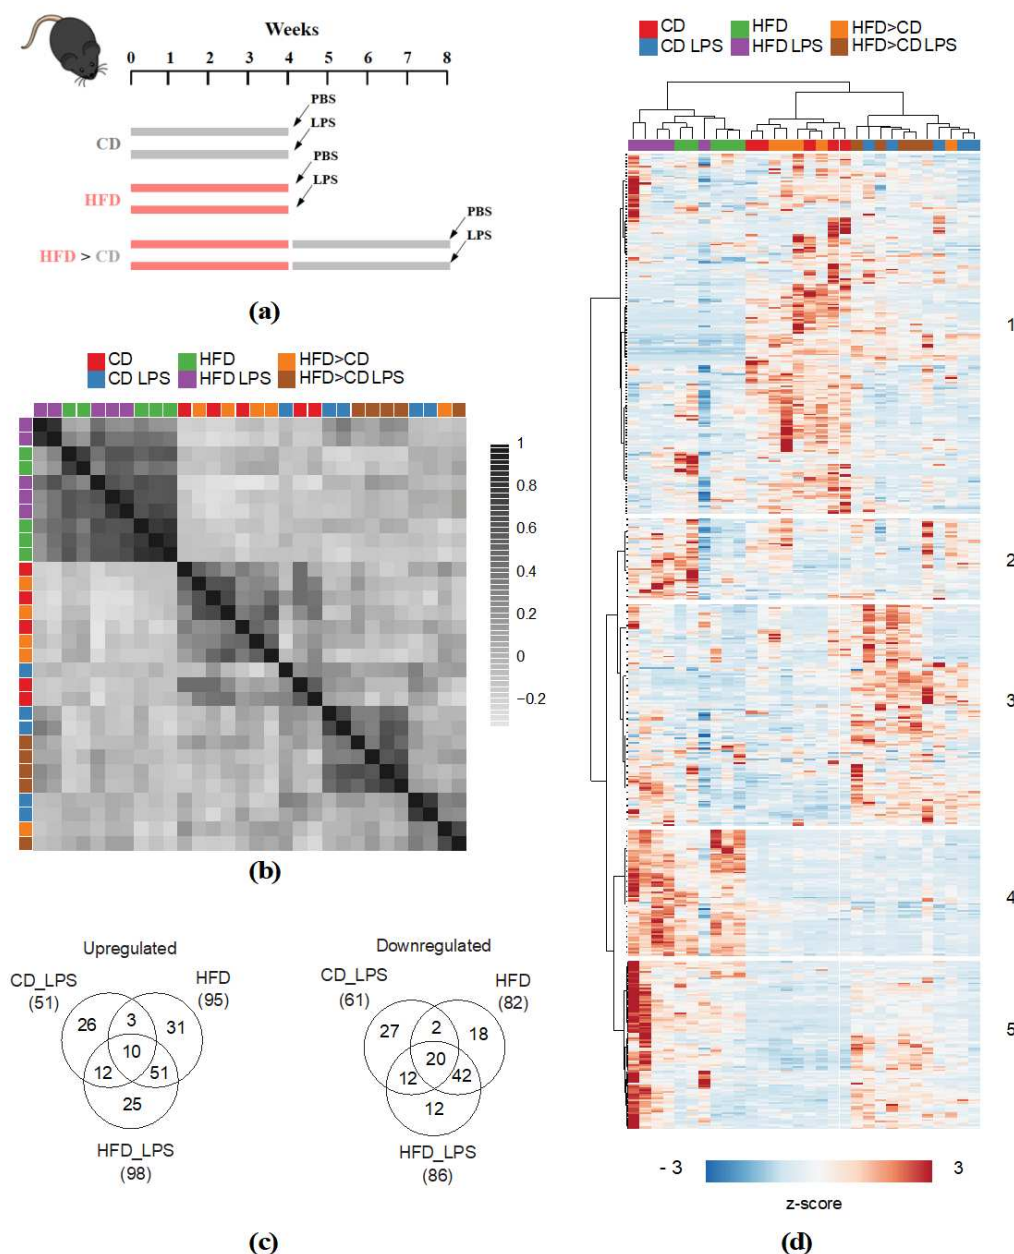 Weeks
0 1 2 3 4 5 6 7 8
PBS
LPS
CD
PBS
LPS
HFD
PBS
LPS
HFD > CD
(a)
CD HFD HFD>CD
CD LPS HFD LPS HFD>CD LPS
1
0.8
0.6
0.4
0.2
0
−0.2
(b)
Upregulated
CD_LPS
(51)
HFD
(95)
26 3 31
10
12 51
25
HFD_LPS
(98)
Downregulated
CD_LPS
(61)
HFD
(82)
27 2 18
20
12 42
12
HFD_LPS
(86)
(c)
CD HFD HFD>CD
CD LPS HFD LPS HFD>CD LPS
1
2
3
4
5
- 3 3
z-score
(d)